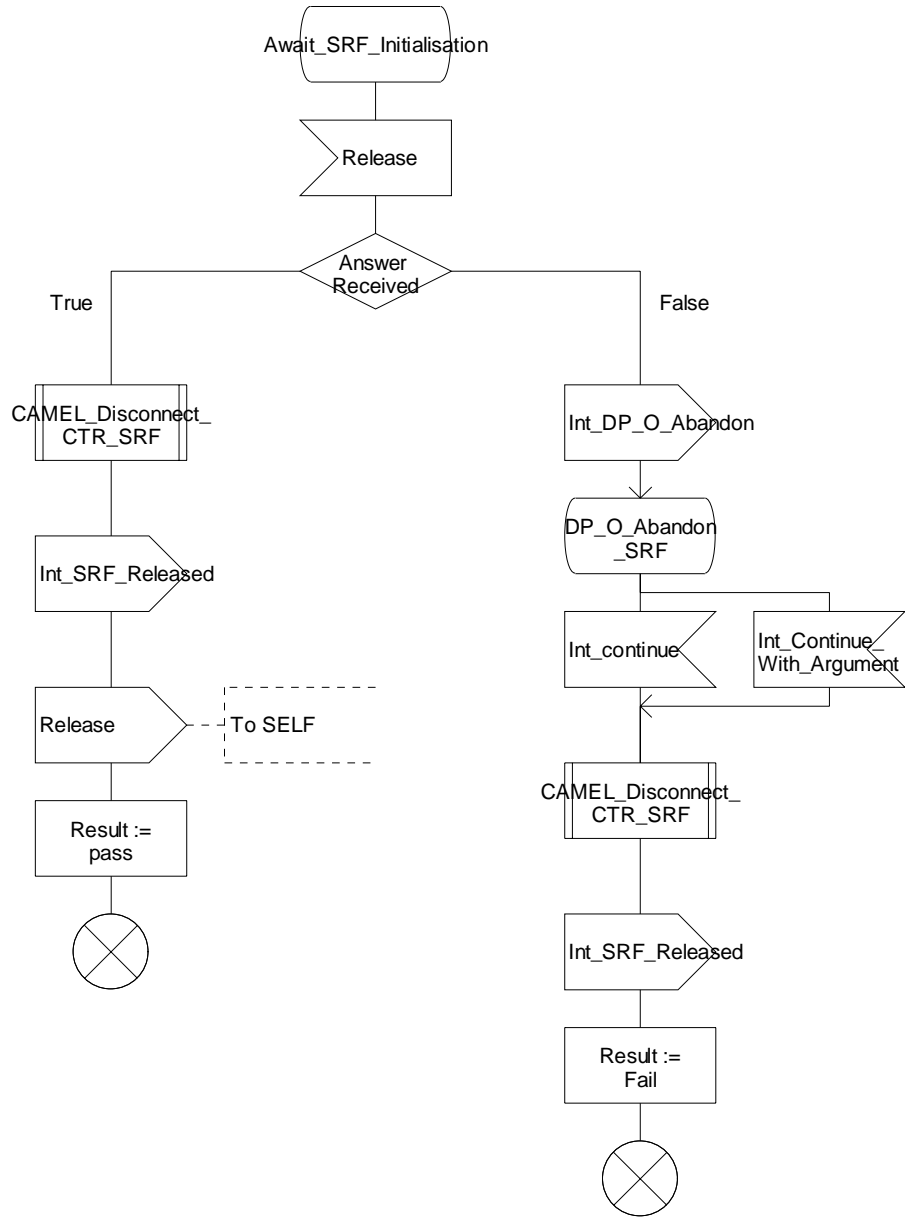 Await_SRF_Initialisation
Release
Answer
Received
True
False
CAMEL_Disconnect_
CTR_SRF
Int_DP_O_Abandon
DP_O_Abandon
_SRF
Int_SRF_Released
Int_continue
Int_Continue_
With_Argument
Release
To SELF
CAMEL_Disconnect_
CTR_SRF
Result :=
pass
Int_SRF_Released
Result :=
Fail